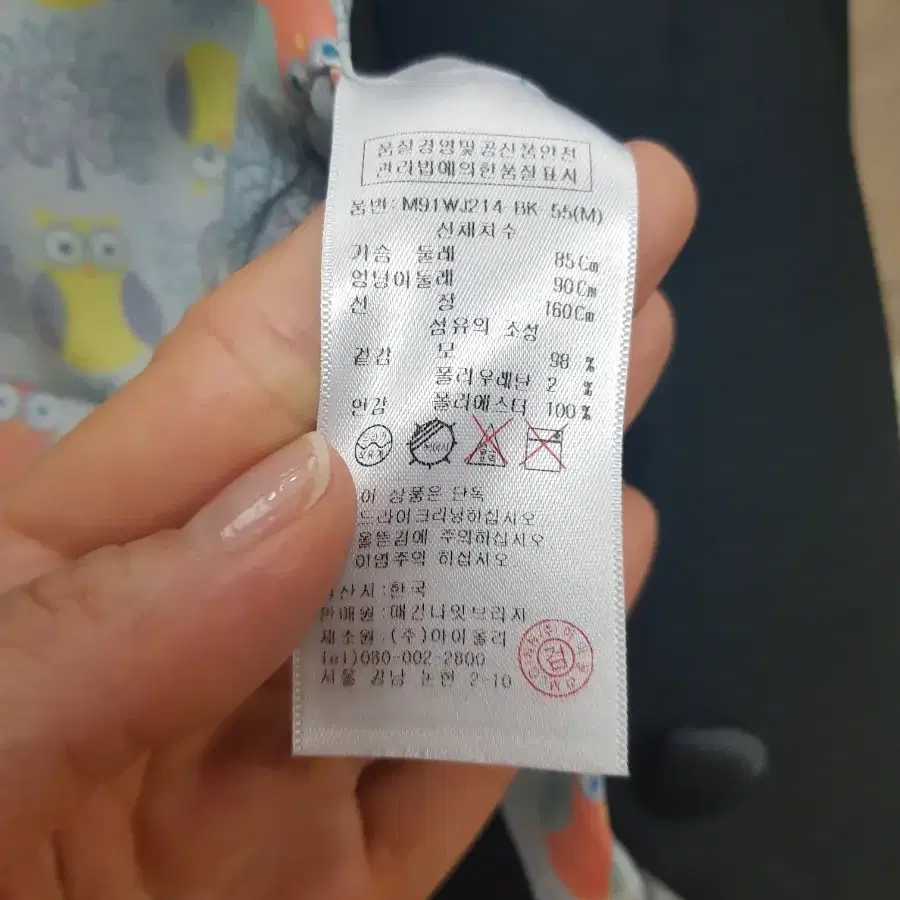 품질경영및공산품안전
관리법에의한품질표시
품번: M91WJ214 BK 55(M)
신체치수
가슴 둘레 85Cm
엉덩이둘레 90Cm
신 장 160Cm
섬유의 조성
겉감 모 98 %
폴리우레탄 2 %
안감 폴리에스터 100 %
이 상품은 단독
드라이크리닝하십시오
올뜯김에 주의하십시오
이염주의 하십시오
원산지 : 한국
판매원 : 매긴나잇브리지
제조원 : (주)아이올리
Tel)080-002-2800
서울 강남 논현 2-10
검